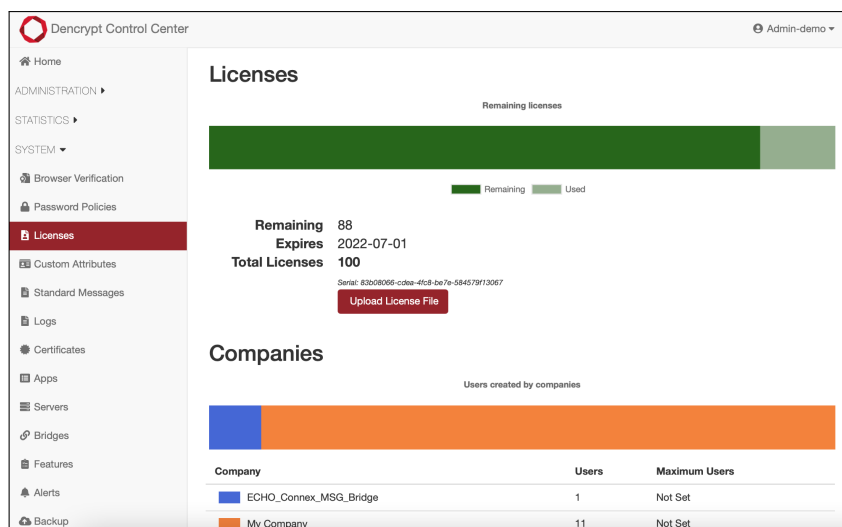 Dencrypt Control Center
Admin-demo
Home
ADMINISTRATION
STATISTICS
SYSTEM
Browser Verification
Password Policies
Licenses
Custom Attributes
Standard Messages
Logs
Certificates
Apps
Servers
Bridges
Features
Alerts
Backup
Licenses
Remaining licenses
Remaining Used
Remaining 88
Expires 2022-07-01
Total Licenses 100
Serial: 83b08066-cdea-4fc8-be7e-584579f13067
Upload License File
Companies
Users created by companies
Company Users Maximum Users
ECHO_Connex_MSG_Bridge 1 Not Set
My Company 11 Not Set